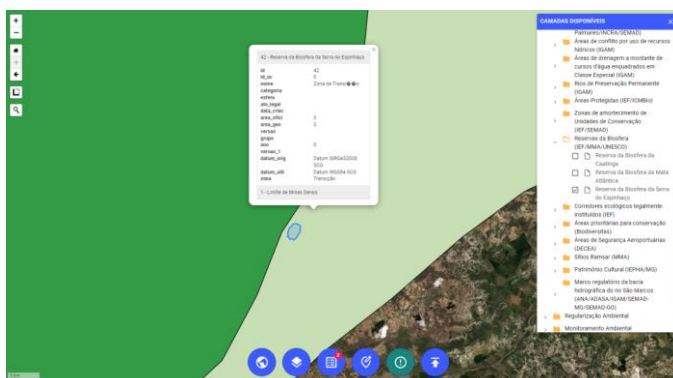 42 - Reserva da Biosfera da Serra do Espinhaço
id 42
id_uc 0
nome Zona de Transi��o
categoria
esfera
ato_legal
data_criac
area_ofici 0
area_geo 0
versao
grupo
ano 0
versao_1
datum_orig Datum SIRGAS2000
SCG
datum_util Datum WGS84 SCG
zona Transição
1 - Limite de Minas Gerais
2
CAMADAS DISPONÍVEIS
Palmares/INCRA/SEMAD)
Áreas de conflito por uso de recursos
hídricos (IGAM)
Áreas de drenagem a montante de
cursos d'água enquadrados em
Classe Especial (IGAM)
Rios de Preservação Permanente
(IGAM)
Áreas Protegidas (IEF/ICMBio)
Zonas de amortecimento de
Unidades de Conservação
(IEF/SEMAD)
Reservas da Biosfera
(IEF/MMA/UNESCO)
Reserva da Biosfera da
Caatinga
Reserva da Biosfera da Mata
Atlântica
Reserva da Biosfera da Serra
do Espinhaço
Corredores ecológicos legalmente
instituídos (IEF)
Áreas prioritárias para conservação
(Biodiversitas)
Áreas de Segurança Aeroportuárias
(DECEA)
Sítios Ramsar (MMA)
Patrimônio Cultural (IEPHA/MG)
Marco regulatório da bacia
hidrográfica do rio São Marcos
(ANA/ADASA/IGAM/SEMAD-
MG/SEMAD-GO)
Regularização Ambiental
Monitoramento Ambiental